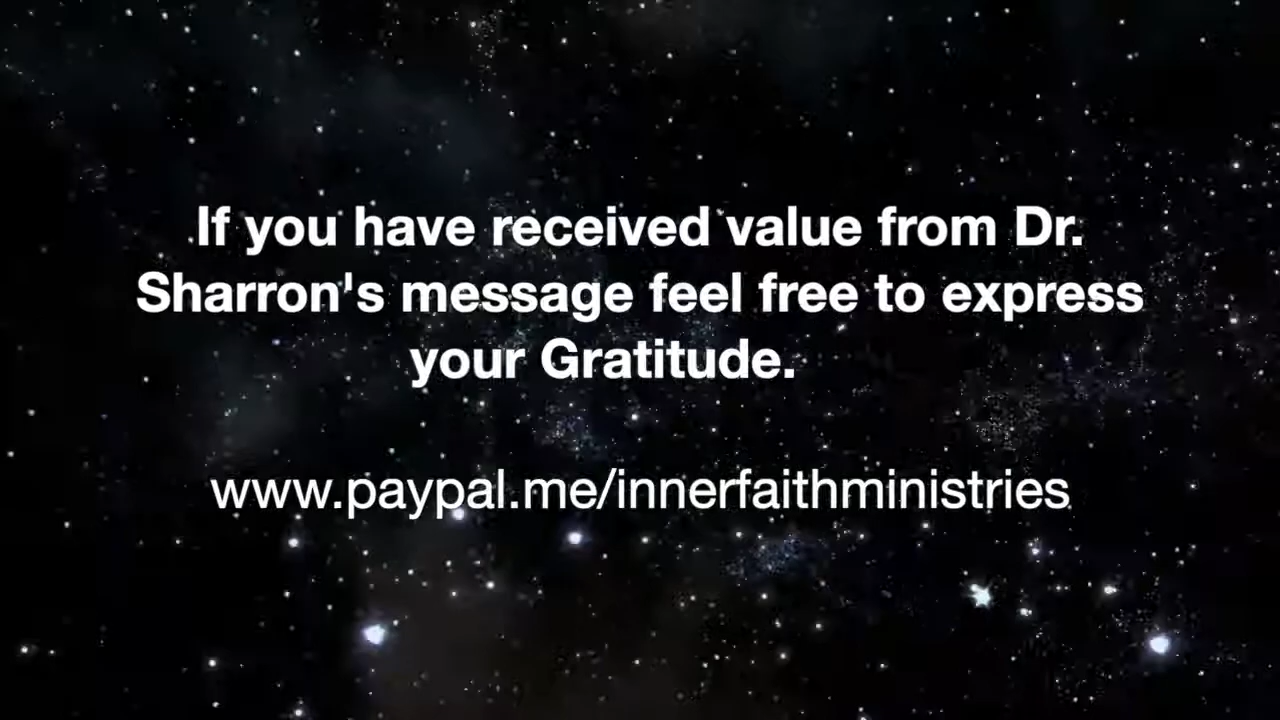 If you have received value from Dr.
Sharron's message feel free to express
your Gratitude.
www.paypal.me/innerfaithministries